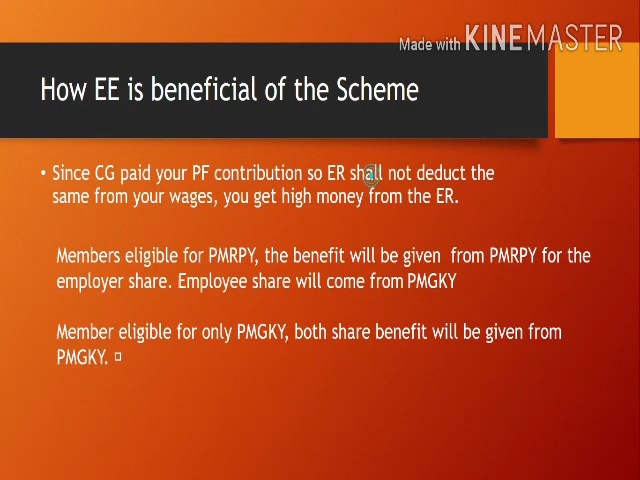 Made with KINEMASTER
How EE is beneficial of the Scheme
• Since CG paid your PF contribution so ER shall not deduct the
same from your wages, you get high money from the ER.
Members eligible for PMRPY, the benefit will be given from PMRPY for the
employer share. Employee share will come from PMGKY
Member eligible for only PMGKY, both share benefit will be given from
PMGKY.